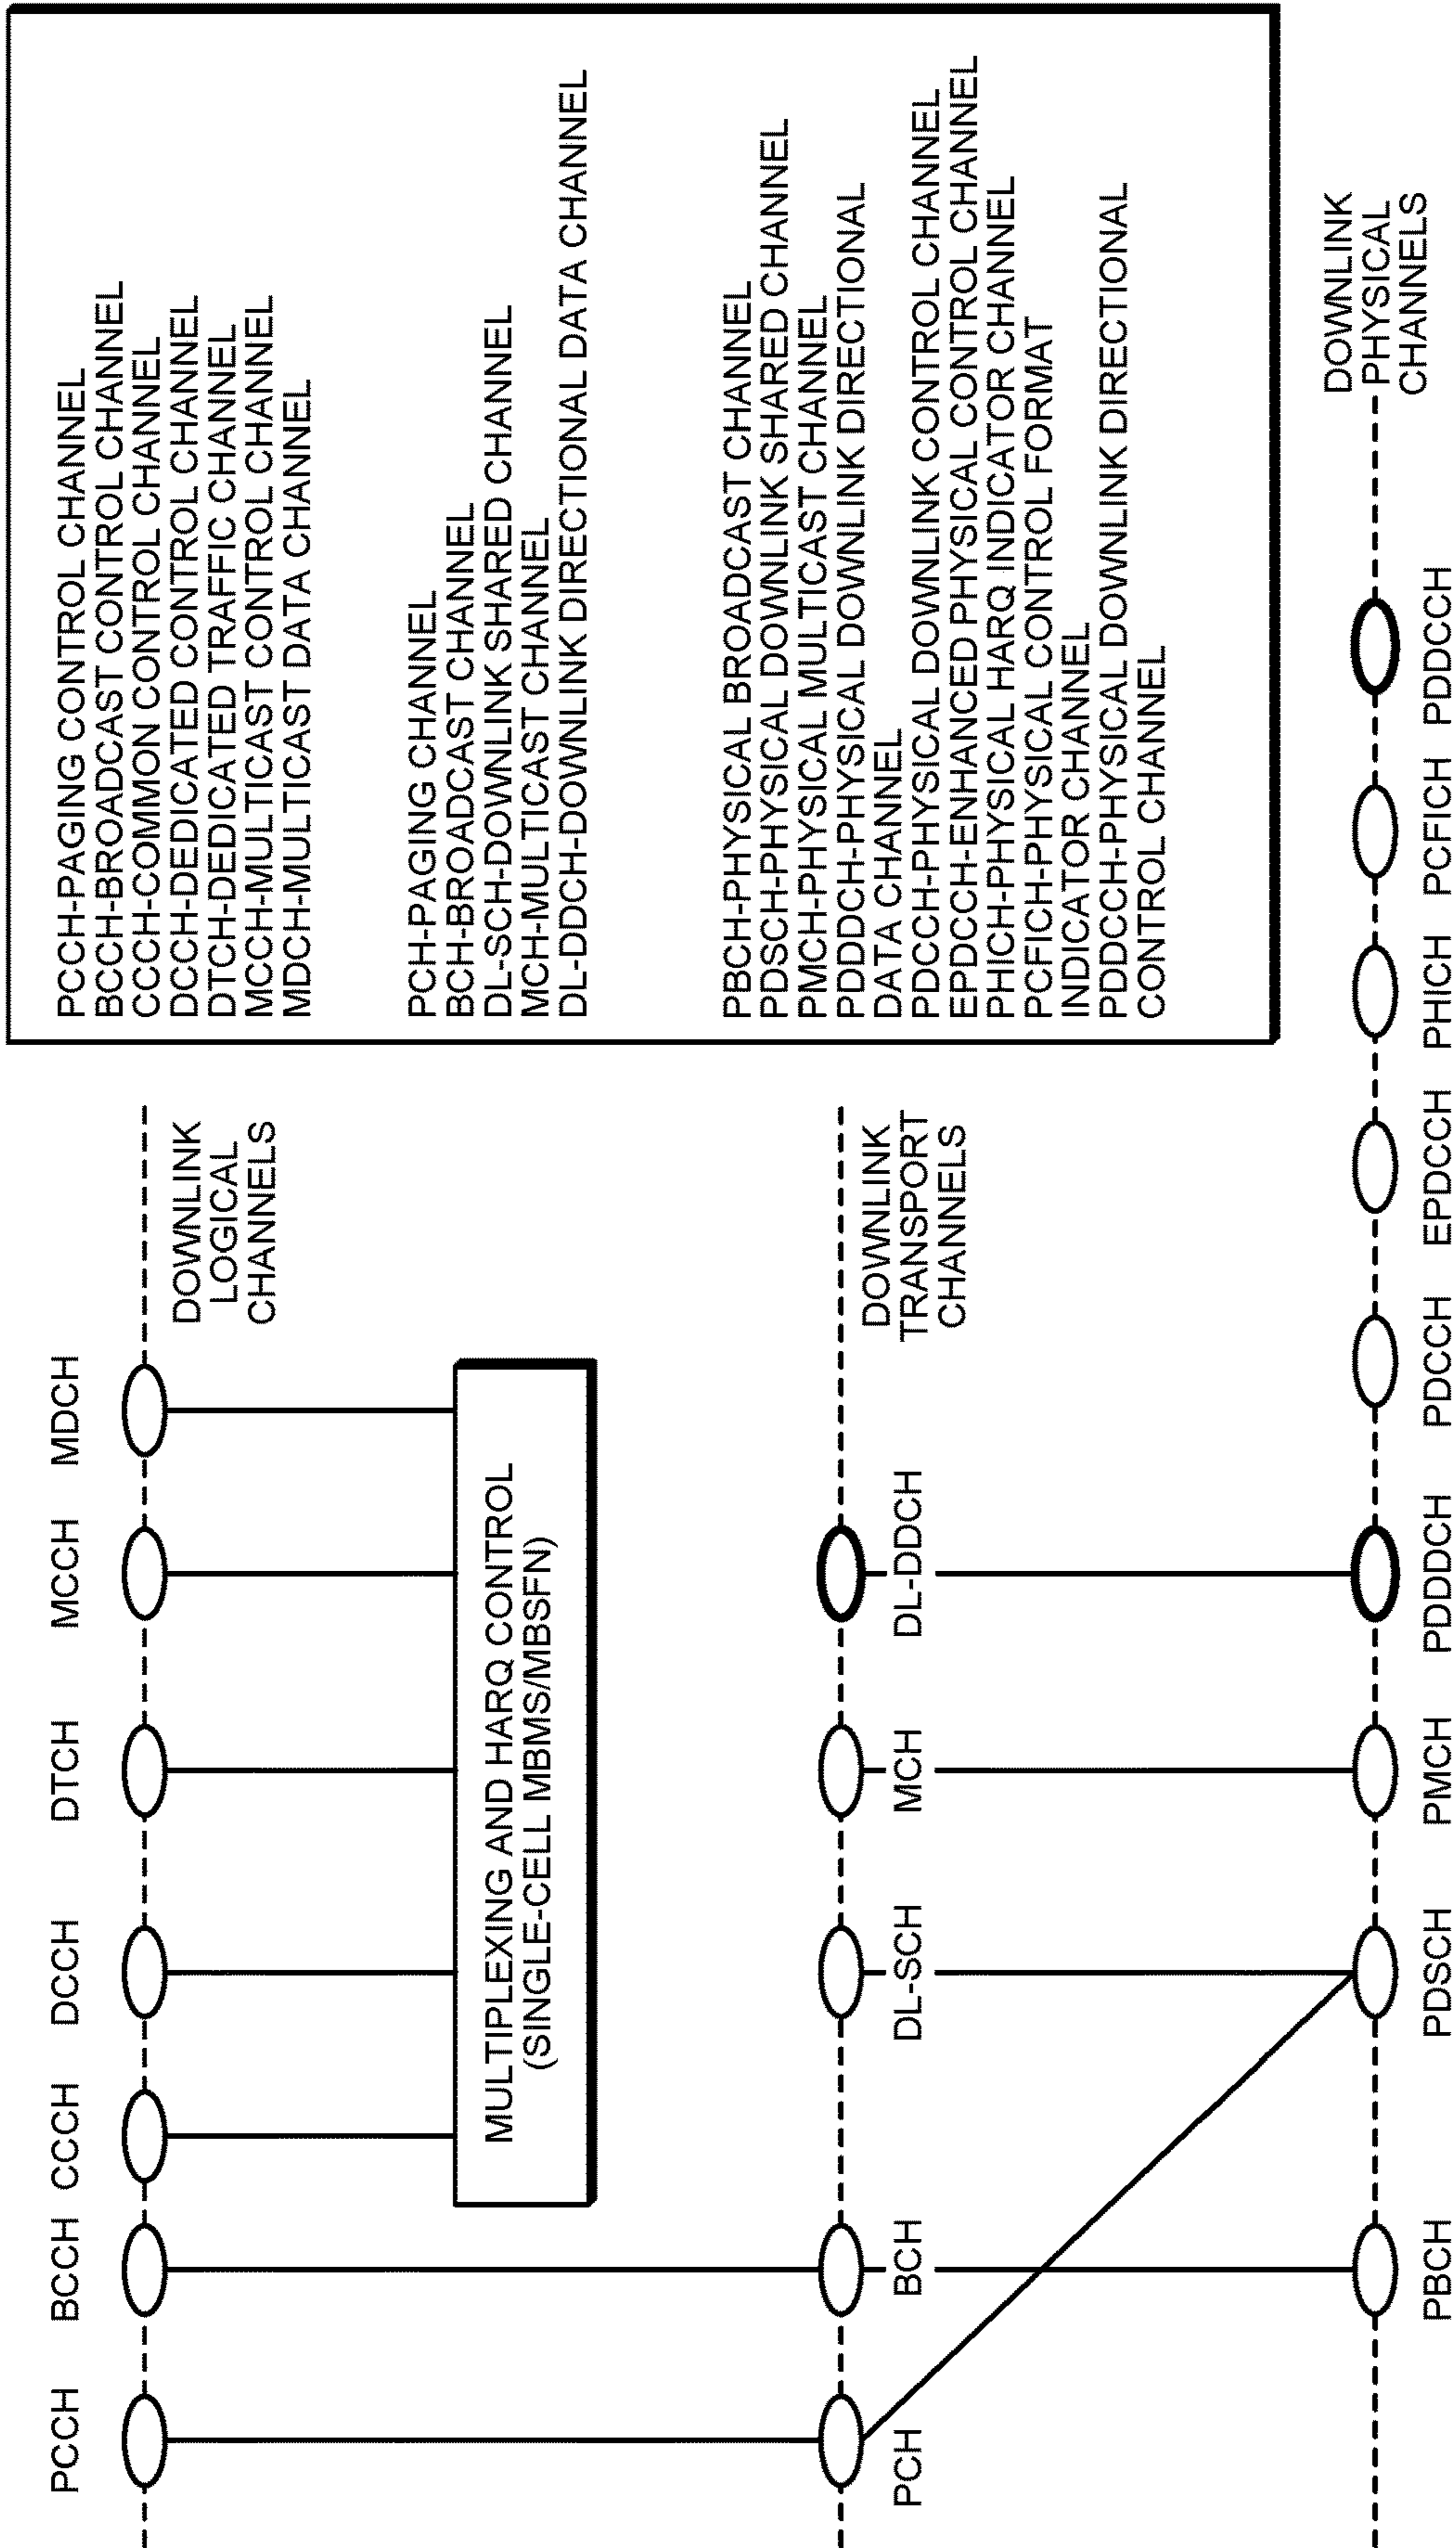 PCCH
BCCH
CCCH
DCCH
DTCH
MCCH
MDCH
DOWNLINK
LOGICAL
CHANNELS
MULTIPLEXING AND HARQ CONTROL
(SINGLE-CELL MBMS/MBSFN)
PCH
BCH
DL-SCH
MCH
DL-DDCH
DOWNLINK
TRANSPORT
CHANNELS
PBCH
PDSCH
PMCH
PDDDCH
PDCCH
EPDCCH
PHICH
PCFICH
PDDCCH
DOWNLINK
PHYSICAL
CHANNELS
PCCH-PAGING CONTROL CHANNEL
BCCH-BROADCAST CONTROL CHANNEL
CCCH-COMMON CONTROL CHANNEL
DCCH-DEDICATED CONTROL CHANNEL
DTCH-DEDICATED TRAFFIC CHANNEL
MCCH-MULTICAST CONTROL CHANNEL
MDCH-MULTICAST DATA CHANNEL
PCH-PAGING CHANNEL
BCH-BROADCAST CHANNEL
DL-SCH-DOWNLINK SHARED CHANNEL
MCH-MULTICAST CHANNEL
DL-DDCH-DOWNLINK DIRECTIONAL DATA CHANNEL
PBCH-PHYSICAL BROADCAST CHANNEL
PDSCH-PHYSICAL DOWNLINK SHARED CHANNEL
PMCH-PHYSICAL MULTICAST CHANNEL
PDDDCH-PHYSICAL DOWNLINK DIRECTIONAL
DATA CHANNEL
PDCCH-PHYSICAL DOWNLINK CONTROL CHANNEL
EPDCCH-ENHANCED PHYSICAL CONTROL CHANNEL
PHICH-PHYSICAL HARQ INDICATOR CHANNEL
PCFICH-PHYSICAL CONTROL FORMAT
INDICATOR CHANNEL
PDDCCH-PHYSICAL DOWNLINK DIRECTIONAL
CONTROL CHANNEL